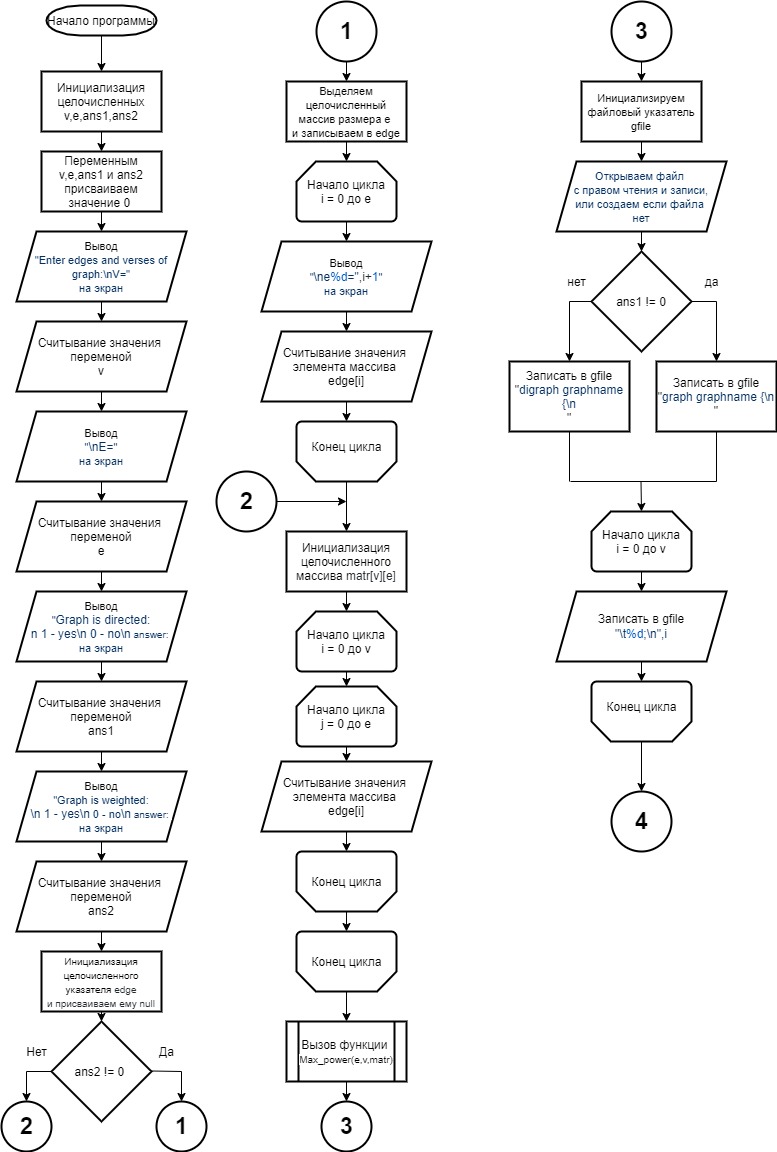 Начало программы
Инициализация
целочисленных
v,e,ans1,ans2
Переменным
v,e,ans1 и ans2
присваиваем
значение 0
Вывод
"Enter edges and verses of
graph:\nV="
на экран
Считывание значения
переменой
v
Вывод
"\nE="
на экран
Считывание значения
переменой
e
Вывод
"Graph is directed:
n 1 - yes\n 0 - no\n answer:
на экран
Считывание значения
переменой
ans1
Вывод
"Graph is weighted:
\n 1 - yes\n 0 - no\n answer:
на экран
Считывание значения
переменой
ans2
Инициализация
целочисленного
указателя edge
и присваиваем ему null
Нет
Да
ans2 != 0
2
1
1
Выделяем
целочисленный
массив размера e
и записываем в edge
Начало цикла
i = 0 до e
Вывод
"\ne%d=",i+1"
на экран
Считывание значения
элемента массива
edge[i]
Конец цикла
2
Инициализация
целочисленного
массива matr[v][e]
Начало цикла
i = 0 до v
Начало цикла
j = 0 до e
Считывание значения
элемента массива
edge[i]
Конец цикла
Конец цикла
Вызов функции
Max_power(e,v,matr)
3
3
Инициализируем
файловый указатель
gfile
Открываем файл
с правом чтения и записи,
или создаем если файла
нет
нет
да
ans1 != 0
Записать в gfile
"digraph graphname
{\n
"
Записать в gfile
"graph graphname {\n
"
Начало цикла
i = 0 до v
Записать в gfile
"\t%d;\n",i
Конец цикла
4